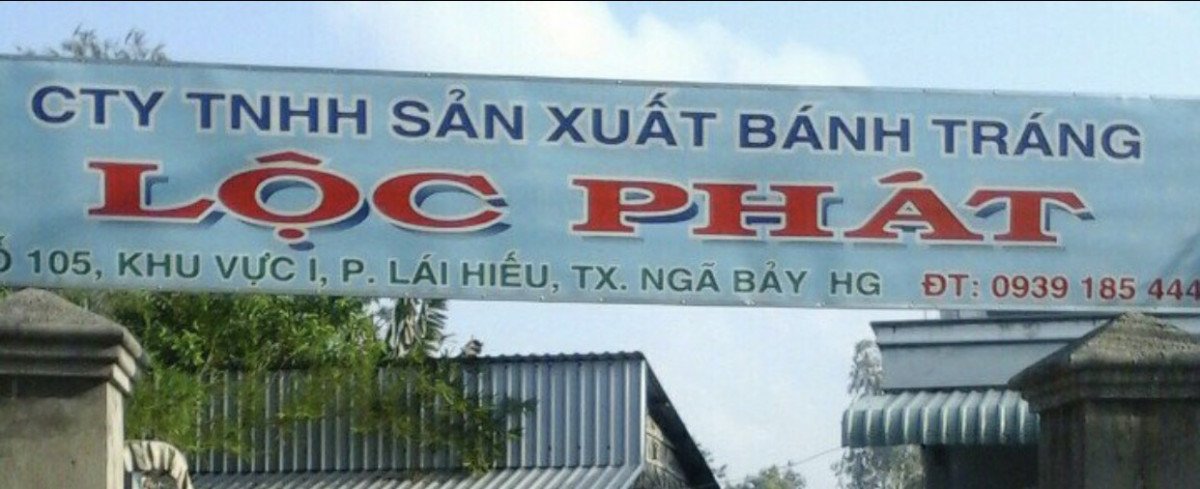 CTY TNHH SẢN XUẤT BÁNH TRÁNG
LỘC PHÁT
105, KHU VỰC I, P. LÁI HIẾU, TX. NGÃ BẢY HG ĐT: 0939 185 444